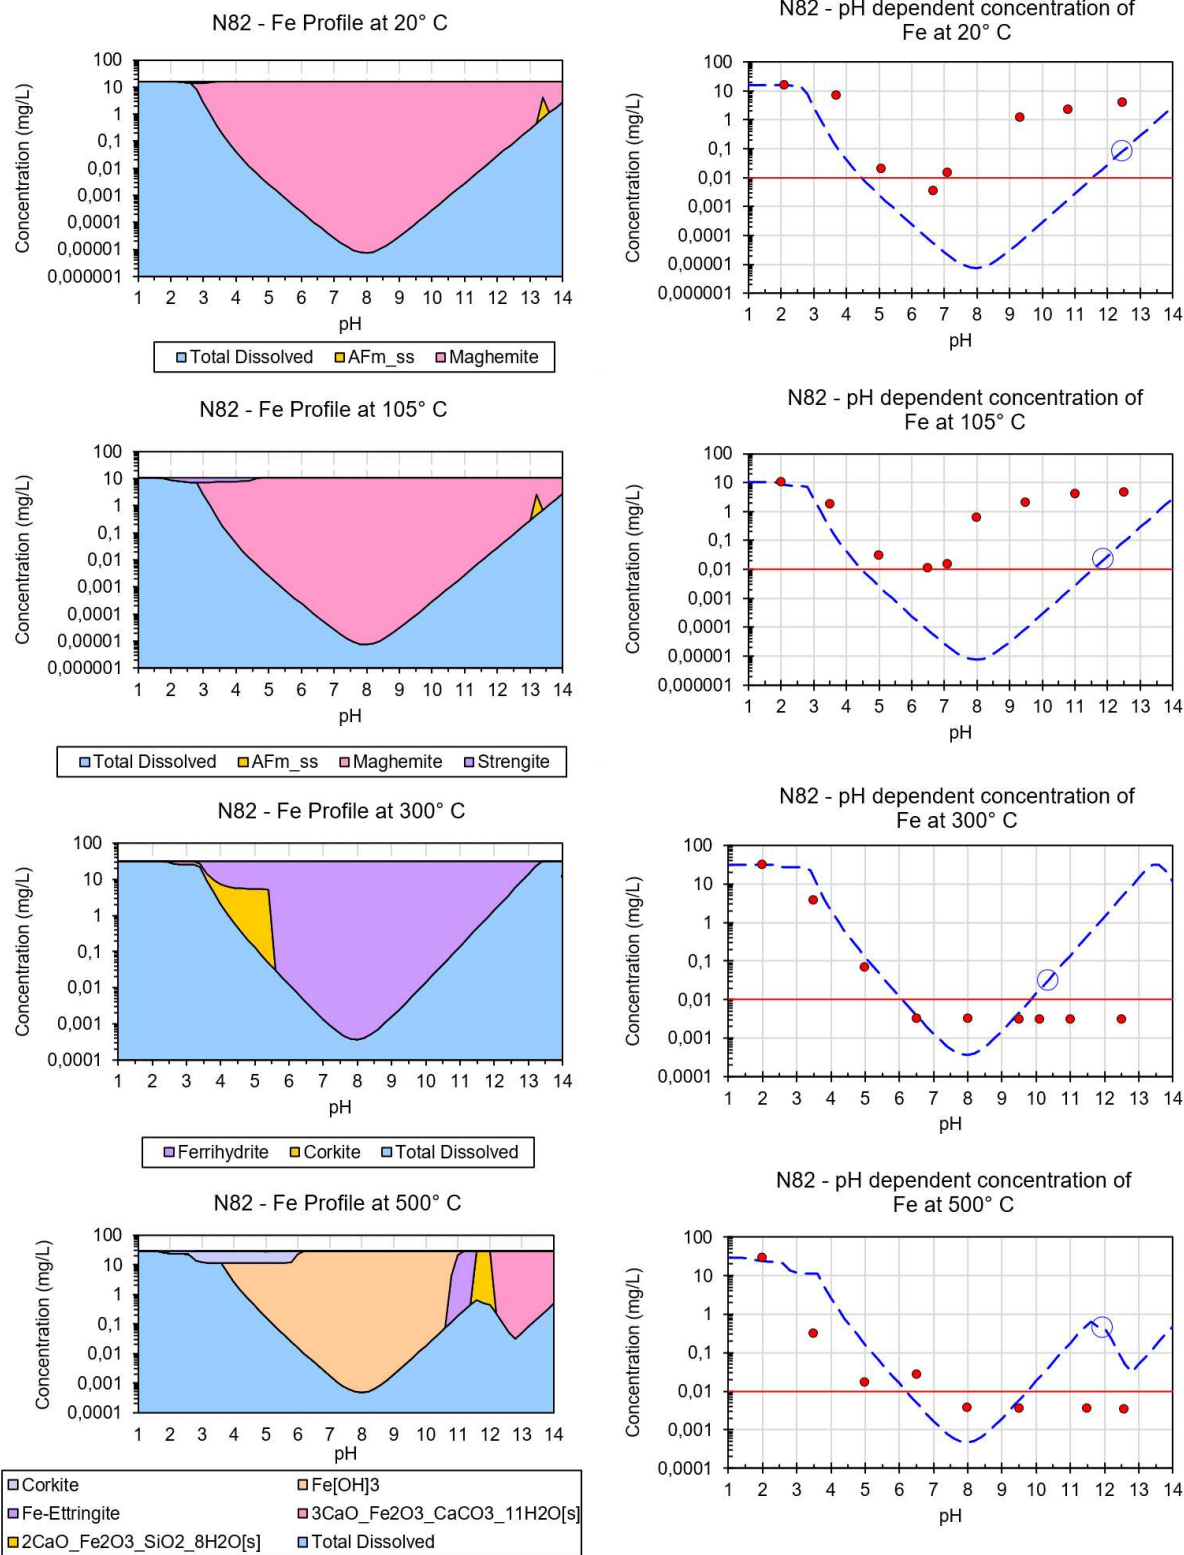 N82 - Fe Profile at 20° C
Concentration (mg/L)
100
10
1
0,1
0,01
0,001
0,0001
0,00001
0,000001
1 2 3 4 5 6 7 8 9 10 11 12 13 14
pH
Total Dissolved AFm_ss Maghemite
N82 - pH dependent concentration of
Fe at 20° C
Concentration (mg/L)
100
10
1
0,1
0,01
0,001
0,0001
0,00001
0,000001
1 2 3 4 5 6 7 8 9 10 11 12 13 14
pH
N82 - Fe Profile at 105° C
Concentration (mg/L)
100
10
1
0,1
0,01
0,001
0,0001
0,00001
0,000001
1 2 3 4 5 6 7 8 9 10 11 12 13 14
pH
Total Dissolved AFm_ss Maghemite Strengite
N82 - pH dependent concentration of
Fe at 105° C
Concentration (mg/L)
100
10
1
0,1
0,01
0,001
0,0001
0,00001
0,000001
1 2 3 4 5 6 7 8 9 10 11 12 13 14
pH
N82 - Fe Profile at 300° C
Concentration (mg/L)
100
10
1
0,1
0,01
0,001
0,0001
1 2 3 4 5 6 7 8 9 10 11 12 13 14
pH
Ferrihydrite Corkite Total Dissolved
N82 - pH dependent concentration of
Fe at 300° C
Concentration (mg/L)
100
10
1
0,1
0,01
0,001
0,0001
1 2 3 4 5 6 7 8 9 10 11 12 13 14
pH
N82 - Fe Profile at 500° C
Concentration (mg/L)
100
10
1
0,1
0,01
0,001
0,0001
1 2 3 4 5 6 7 8 9 10 11 12 13 14
pH
Corkite Fe[OH]3
Fe-Ettringite 3CaO_Fe2O3_CaCO3_11H2O[s]
2CaO_Fe2O3_SiO2_8H2O[s] Total Dissolved
N82 - pH dependent concentration of
Fe at 500° C
Concentration (mg/L)
100
10
1
0,1
0,01
0,001
0,0001
1 2 3 4 5 6 7 8 9 10 11 12 13 14
pH